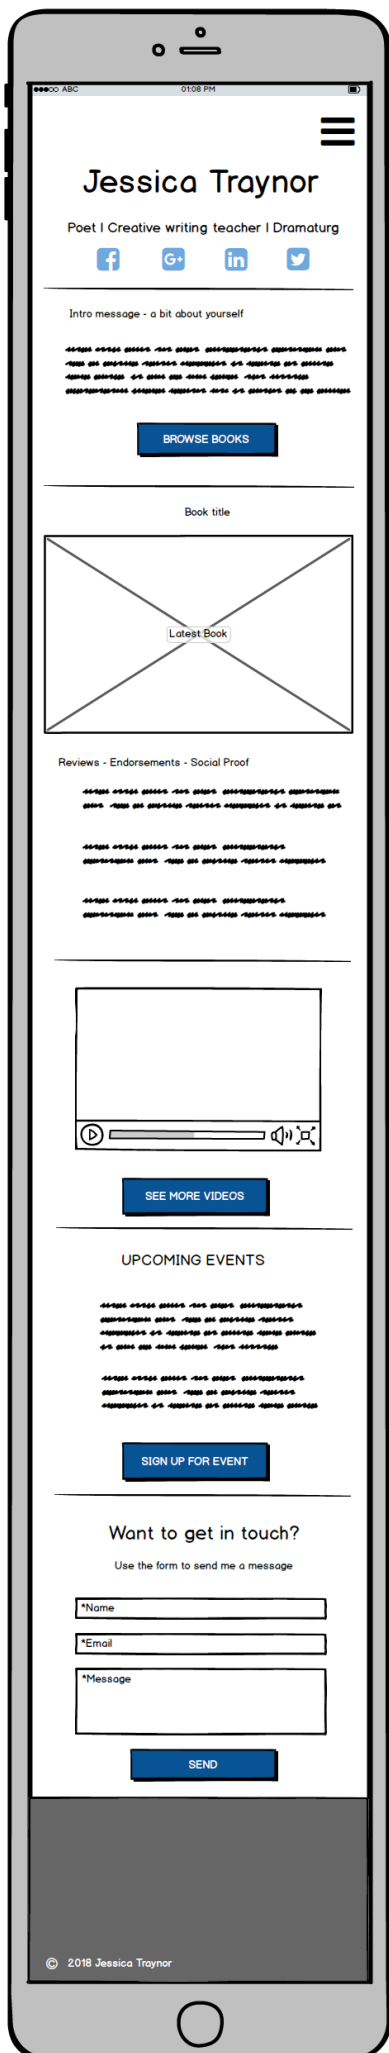 ABC 01:08 PM
Jessica Traynor
Poet | Creative writing teacher | Dramaturg
f G+ in
Intro message - a bit about yourself
BROWSE BOOKS
Book title
Latest Book
Reviews - Endorsements - Social Proof
SEE MORE VIDEOS
UPCOMING EVENTS
SIGN UP FOR EVENT
Want to get in touch?
Use the form to send me a message
*Name
*Email
*Message
SEND
© 2018 Jessica Traynor